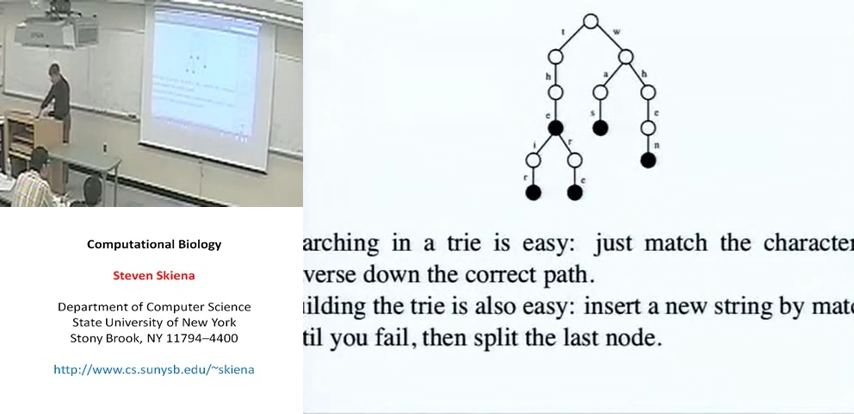 Computational Biology
Steven Skiena
Department of Computer Science
State University of New York
Stony Brook, NY 11794–4400
http://www.cs.sunysb.edu/~skiena
t w
h a h
e s e
n
i r
r e
arching in a trie is easy: just match the character
verse down the correct path.
ilding the trie is also easy: insert a new string by mat
til you fail, then split the last node.